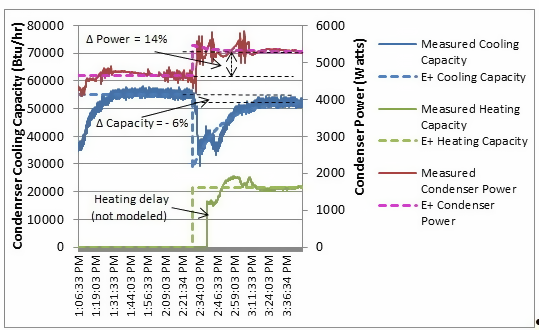 Condenrser Cooling Capacity (Btu/hr)
80000
70000
60000
50000
40000
30000
20000
10000
0
Δ Power = 14%
Δ Capacity = - 6%
Heating delay
(not modeled)
6000
5000
4000
3000
2000
1000
0
Condenser Power (Watts)
1:06:33 PM
1:19:03 PM
1:31:33 PM
1:44:03 PM
1:56:33 PM
2:09:03 PM
2:21:34 PM
2:34:03 PM
2:46:33 PM
2:59:03 PM
3:11:33 PM
3:24:03 PM
3:36:34 PM
Measured Cooling
Capacity
E+ Cooling Capacity
Measured Heating
Capacity
E+ Heating Capacity
Measured
Condenser Power
E+ Condenser
Power